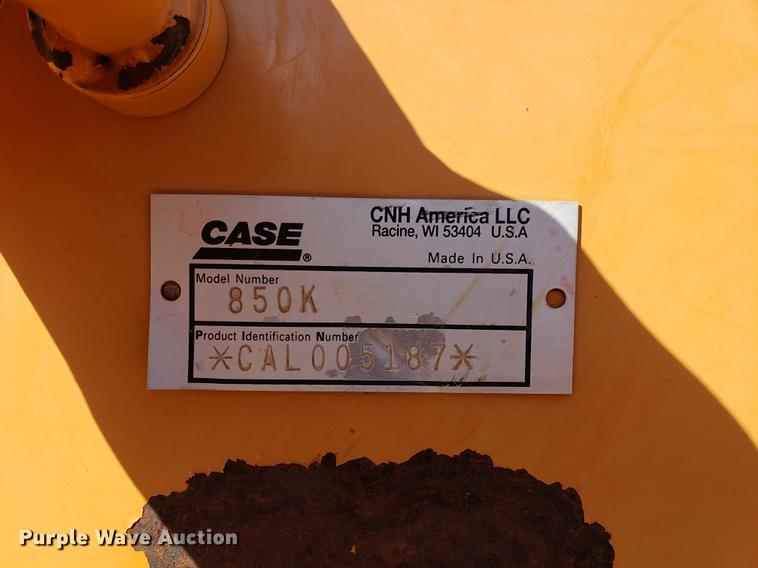 CASE ®
CNH America LLC
Racine, WI 53404 U.S.A
Made in U.S.A.
Model Number
850K
Product Identification Number
*CAL005187*
Purple Wave Auction